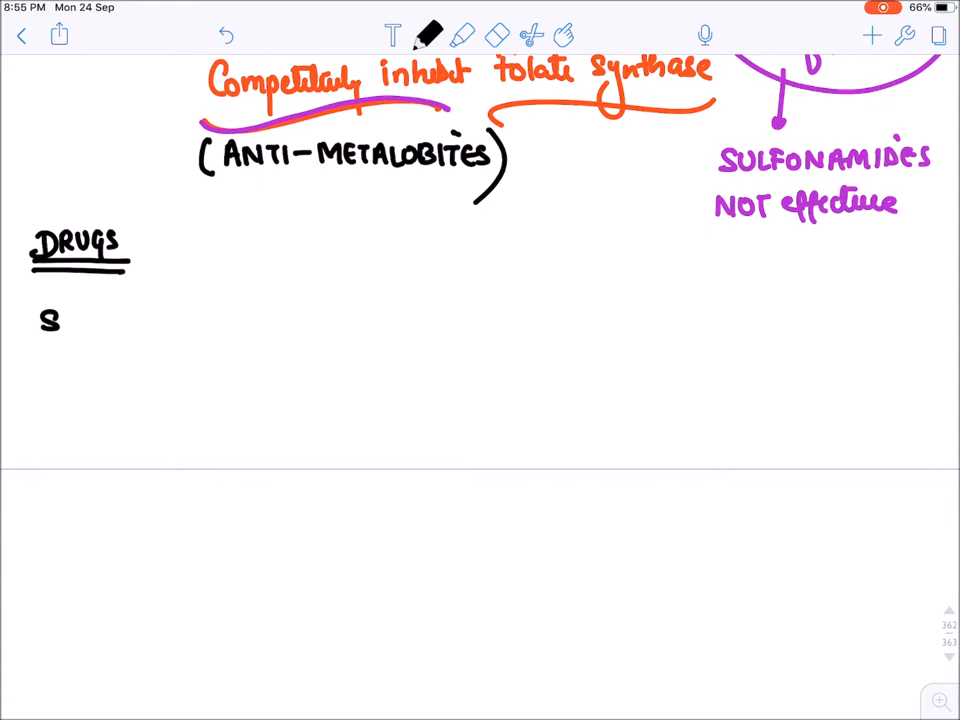 8:55 PM Mon 24 Sep
66%
T
Competitively inhibit folate synthase
(ANTI-METALOBITES)
SULFONAMIDES
NOT effective
DRUGS
S
362
363